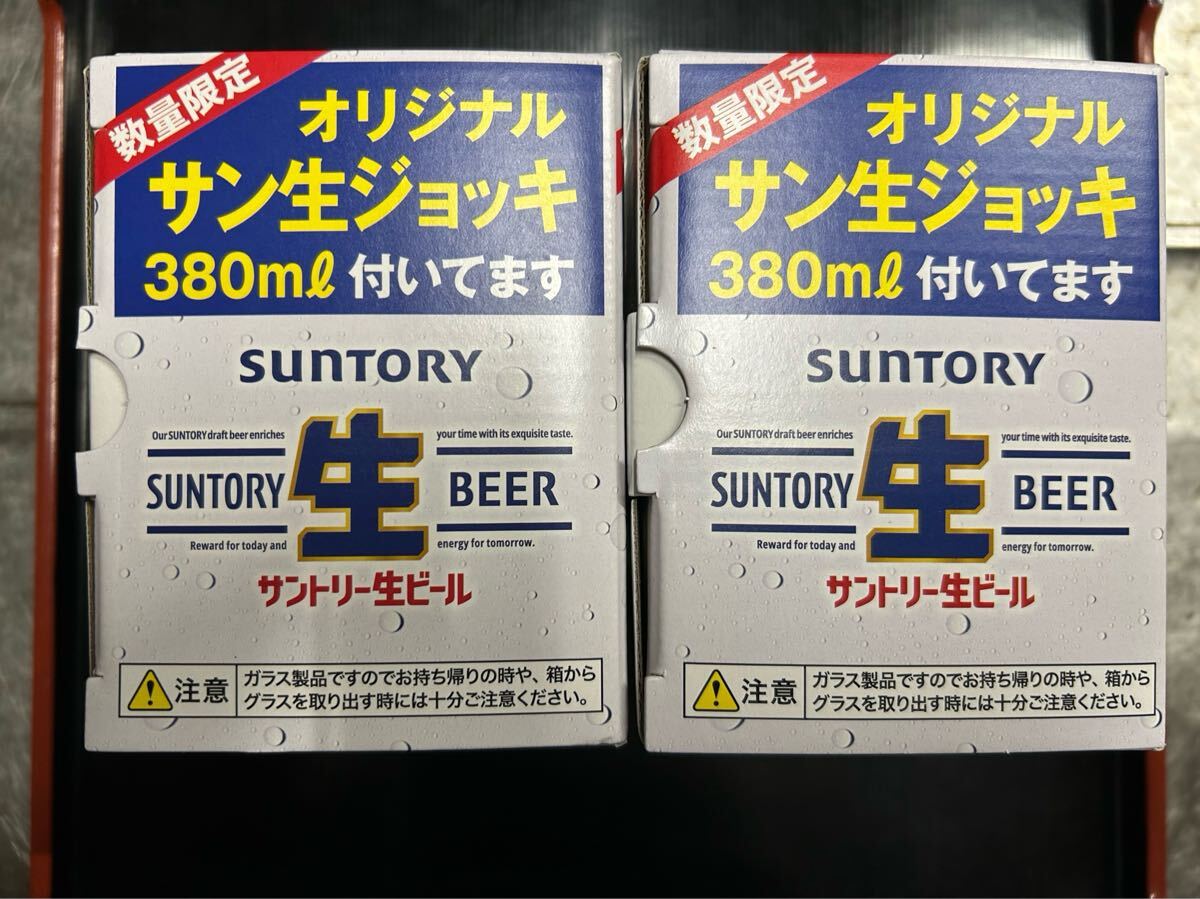 数量限定
オリジナル
サン生ジョッキ
380mℓ 付いてます
SUNTORY
Our SUNTORY draft beer enriches your time with its exquisite taste.
SUNTORY 生 BEER
Reward for today and energy for tomorrow.
サントリー生ビール
注意
ガラス製品ですのでお持ち帰りの時や、箱から
グラスを取り出す時には十分ご注意ください。
数量限定
オリジナル
サン生ジョッキ
380mℓ 付いてます
SUNTORY
Our SUNTORY draft beer enriches your time with its exquisite taste.
SUNTORY 生 BEER
Reward for today and energy for tomorrow.
サントリー生ビール
注意
ガラス製品ですのでお持ち帰りの時や、箱から
グラスを取り出す時には十分ご注意ください。